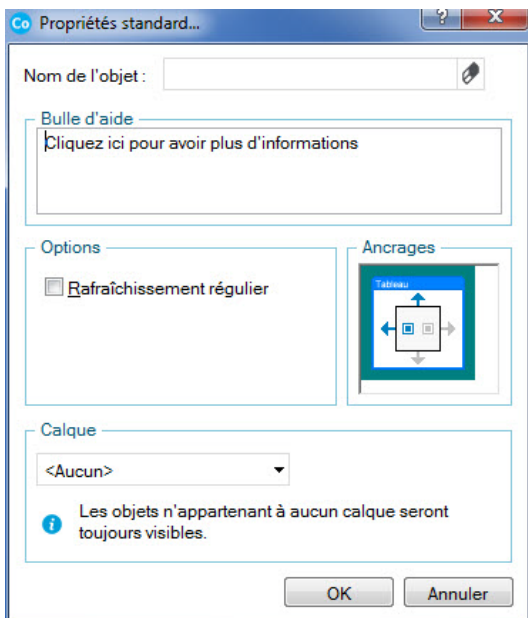 Co Propriétés standard...
?
Nom de l'objet :
Bulle d'aide
Cliquez ici pour avoir plus d'informations
Options
Ancrages
Rafraîchissement régulier
Tableau
Calque
<Aucun>
i Les objets n'appartenant à aucun calque seront
toujours visibles.
OK Annuler